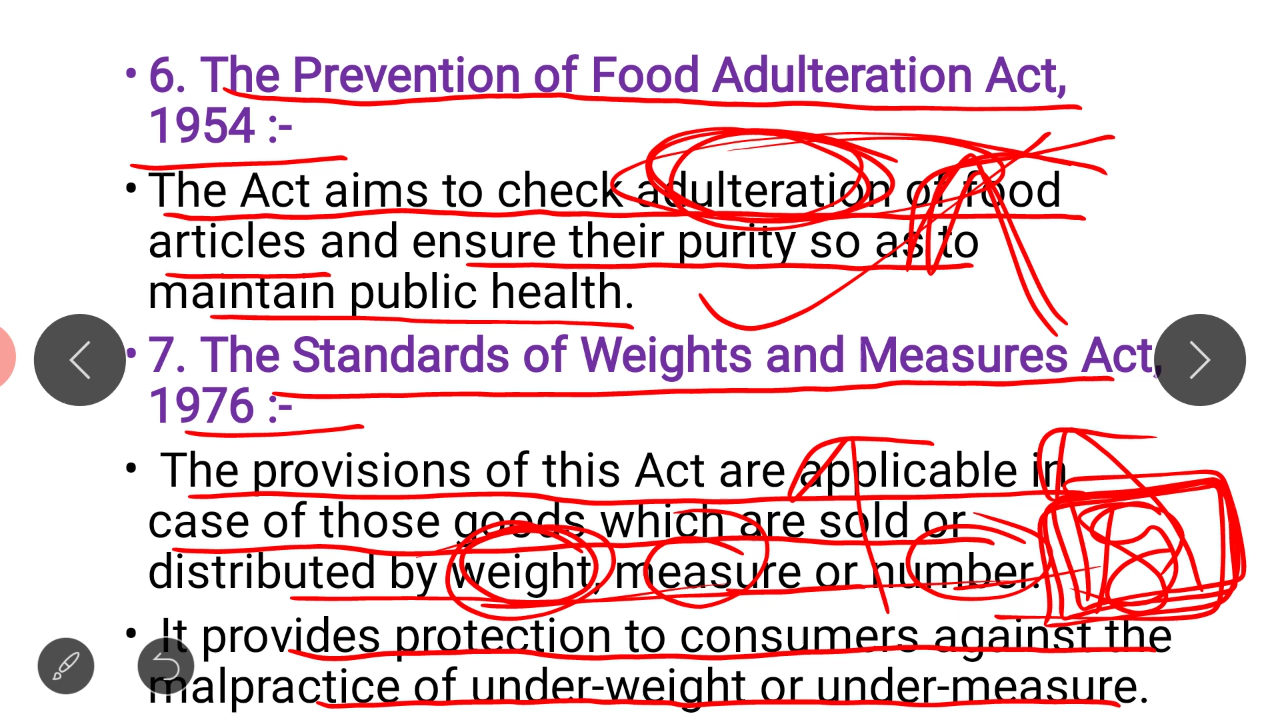 • 6. The Prevention of Food Adulteration Act,
1954 :-
• The Act aims to check adulteration of food
articles and ensure their purity so as to
maintain public health.
• 7. The Standards of Weights and Measures Act,
1976 :-
• The provisions of this Act are applicable in
case of those goods which are sold or
distributed by weight, measure or number.
• It provides protection to consumers against the
malpractice of under-weight or under-measure.